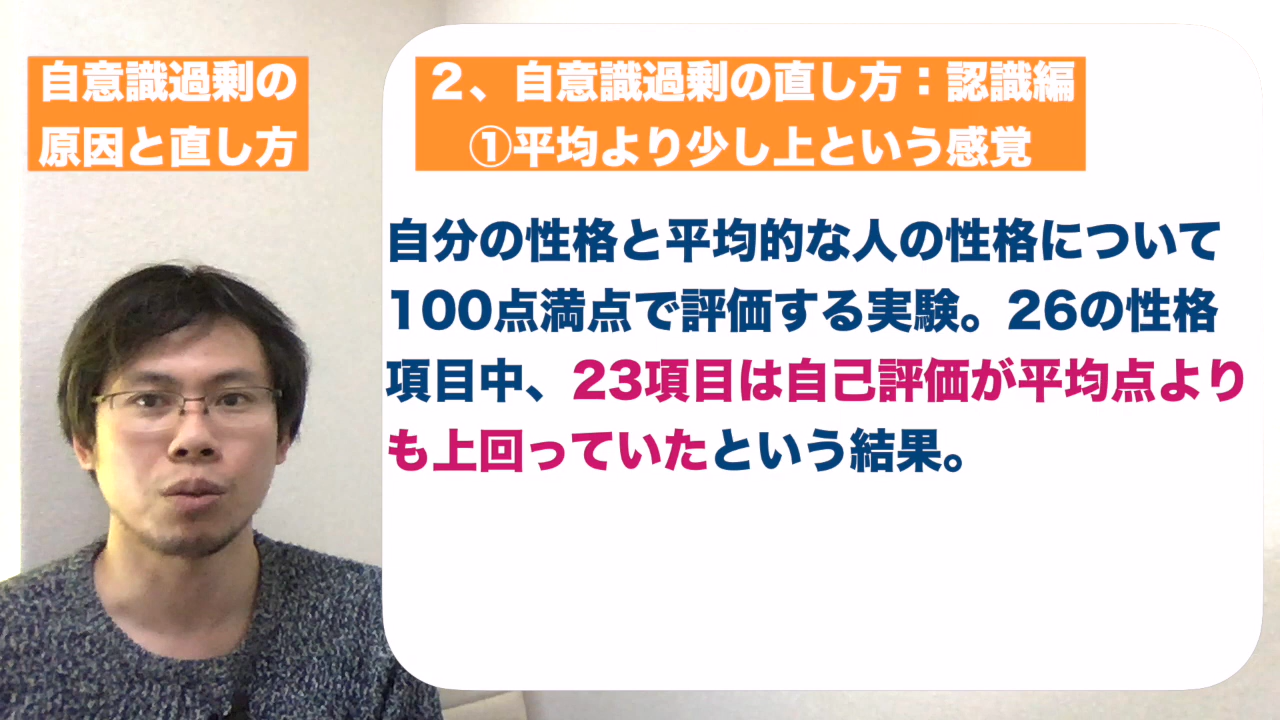 自意識過剰の
原因と直し方
２、自意識過剰の直し方：認識編
①平均より少し上という感覚
自分の性格と平均的な人の性格について
100点満点で評価する実験。26の性格
項目中、23項目は自己評価が平均点より
も上回っていたという結果。